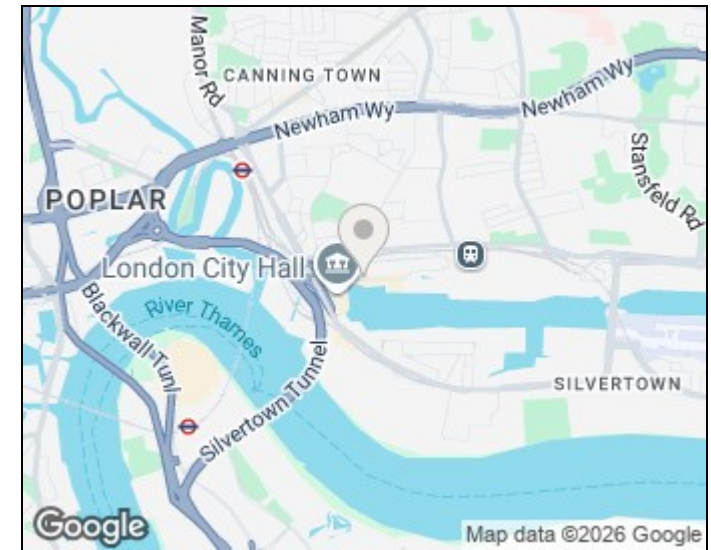 Manor Rd
CANNING TOWN
Newham Wy
Newham Wy
Stansfeld Rd
POPLAR
London City Hall
River Thames
Blackwall Tunl
Silvertown Tunnel
SILVERTOWN
Google
Map data ©2026 Google